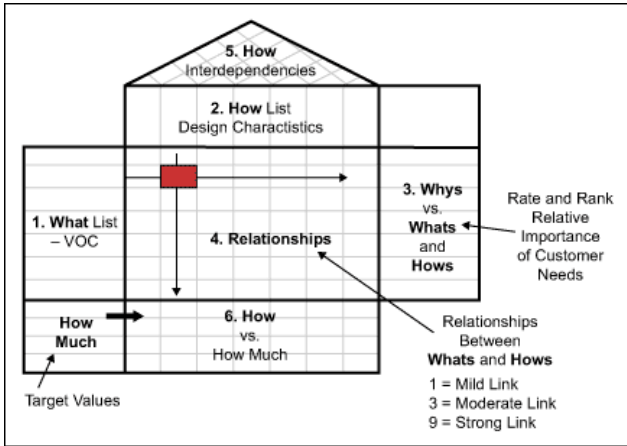 5. How
Interdependencies
2. How List
Design Charactistics
1. What List
– VOC
4. Relationships
3. Whys
vs.
Whats
and
Hows
Rate and Rank
Relative
Importance
of Customer
Needs
How
Much
6. How
vs.
How Much
Target Values
Relationships
Between
Whats and Hows
1 = Mild Link
3 = Moderate Link
9 = Strong Link